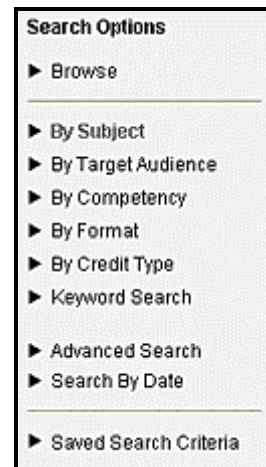 Search Options
Browse
By Subject
By Target Audience
By Competency
By Format
By Credit Type
Keyword Search
Advanced Search
Search By Date
Saved Search Criteria